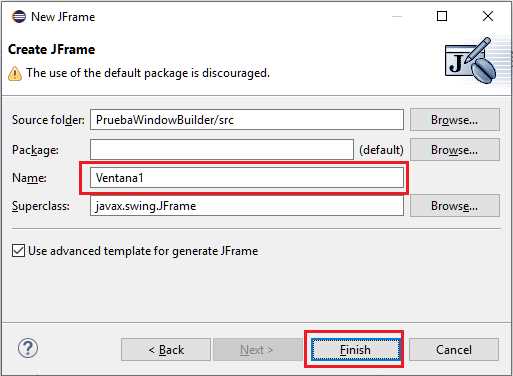 New JFrame
Create JFrame
The use of the default package is discouraged.
Source folder: PruebaWindowBuilder/src Browse...
Package: (default) Browse...
Name: Ventana1
Superclass: javax.swing.JFrame Browse...
Use advanced template for generate JFrame
? < Back Next > Finish Cancel